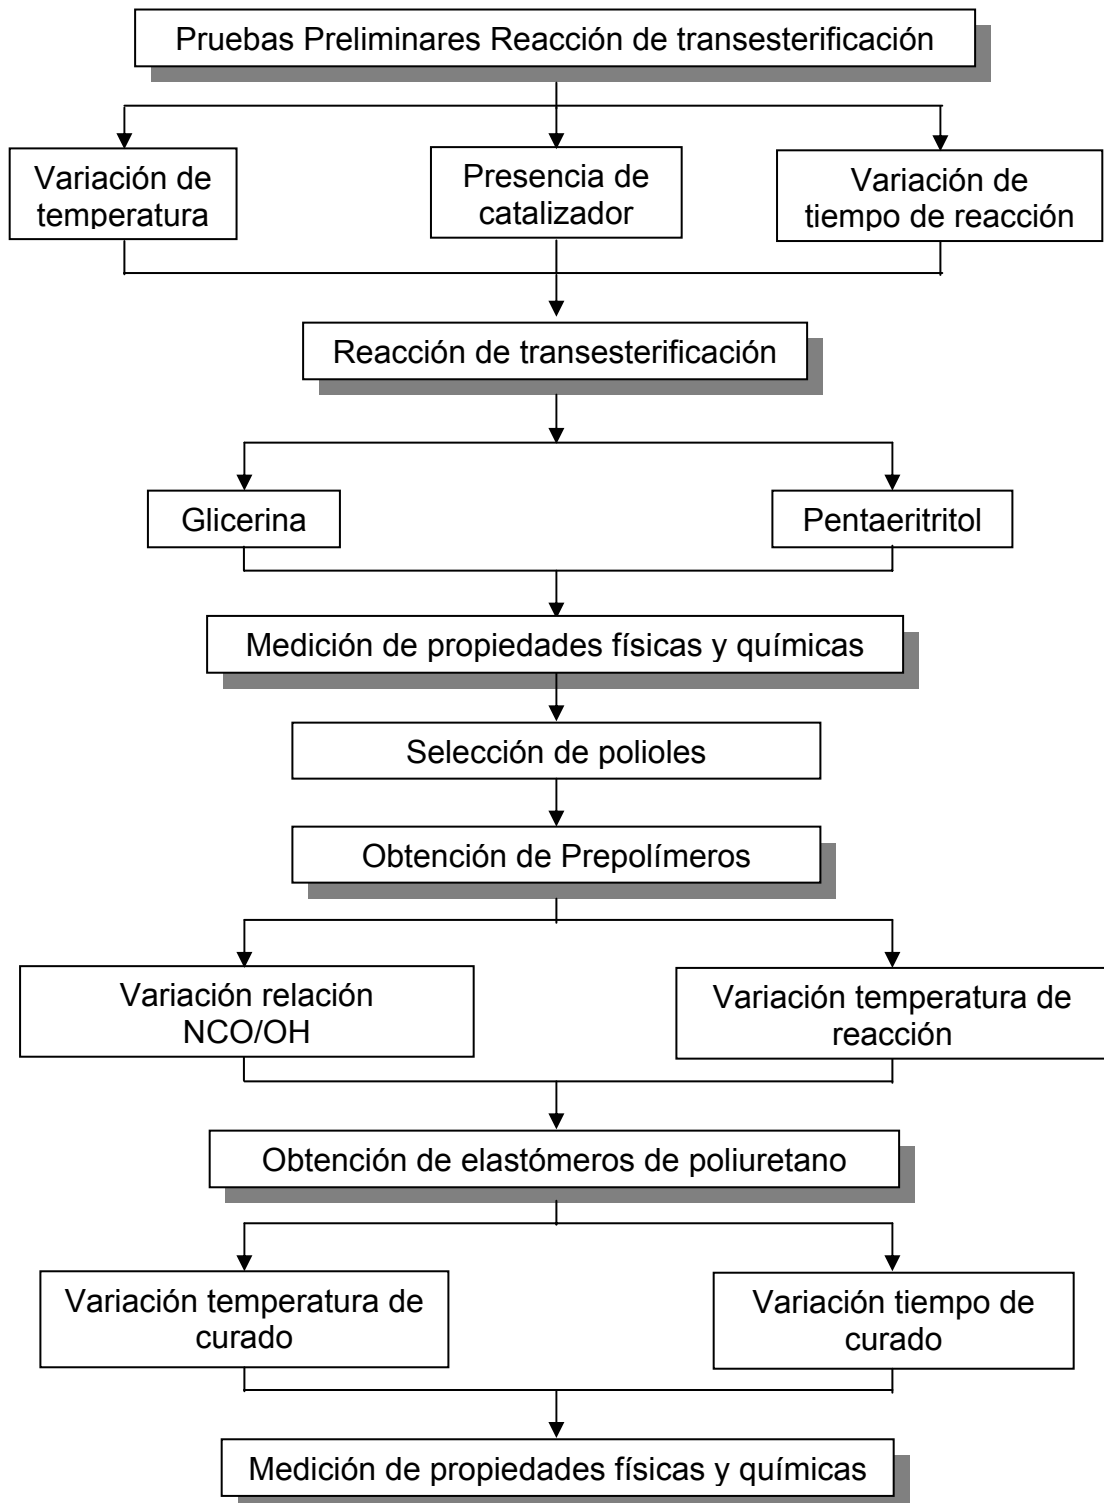 Pruebas Preliminares Reacción de transesterificación
Variación de
temperatura
Presencia de
catalizador
Variación de
tiempo de reacción
Reacción de transesterificación
Glicerina
Pentaeritritol
Medición de propiedades físicas y químicas
Selección de polioles
Obtención de Prepolímeros
Variación relación
NCO/OH
Variación temperatura de
reacción
Obtención de elastómeros de poliuretano
Variación temperatura de
curado
Variación tiempo de
curado
Medición de propiedades físicas y químicas